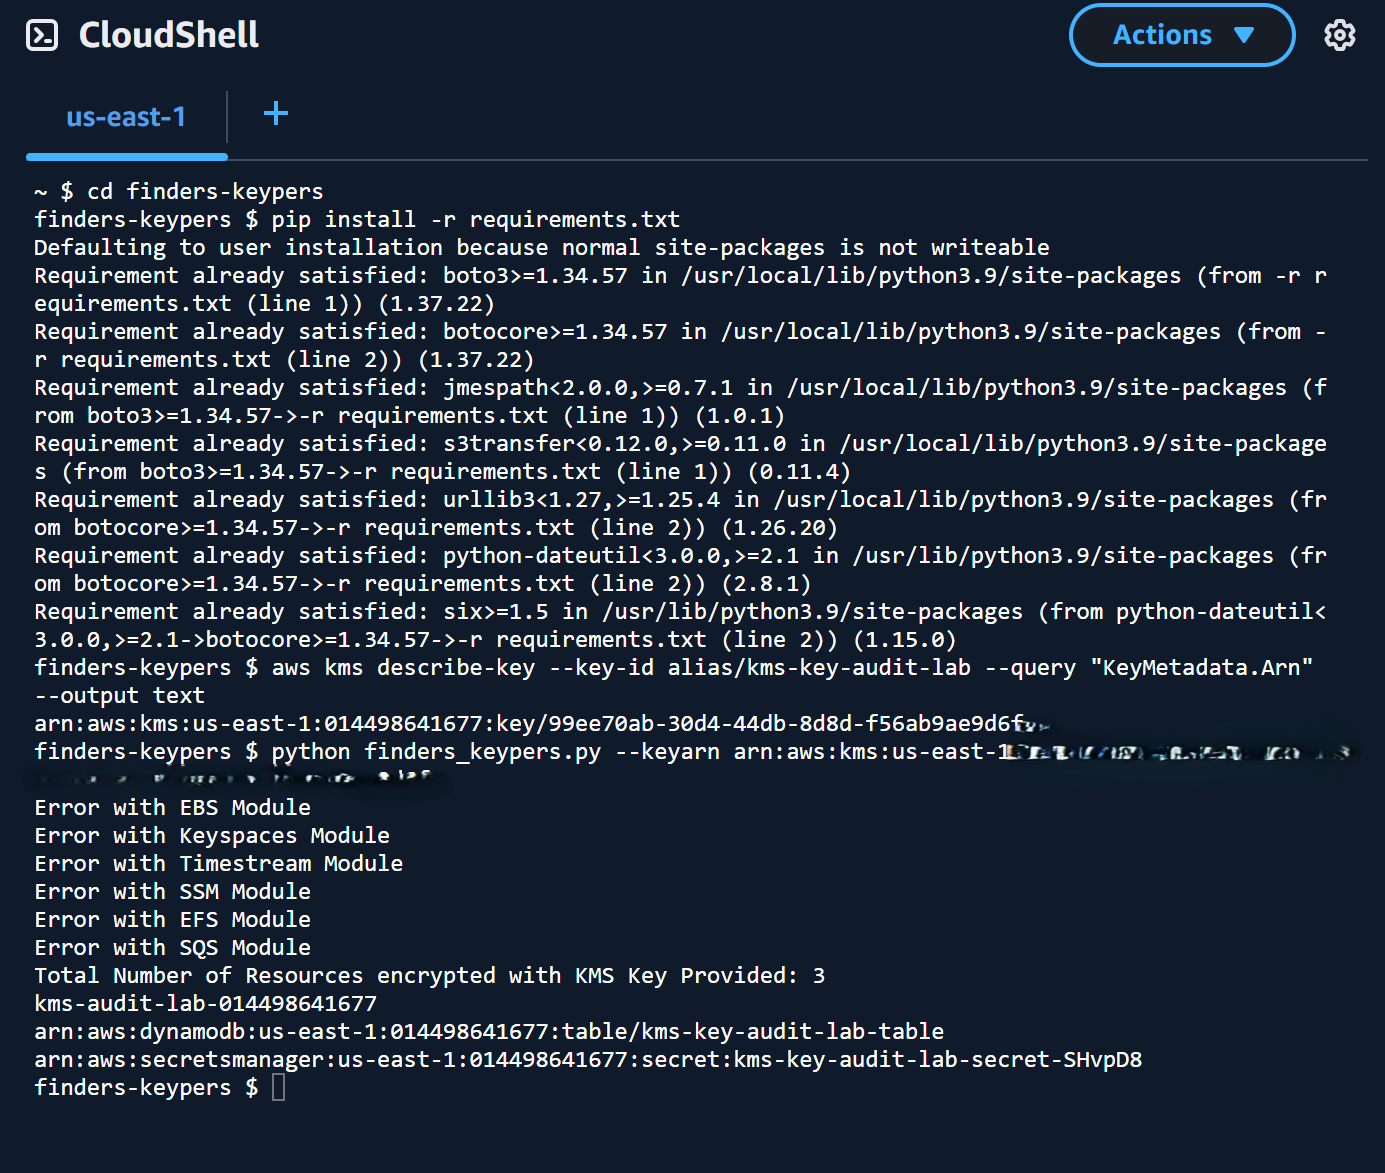 CloudShell
Actions
us-east-1
~ $ cd finders-keypers
finders-keypers $ pip install -r requirements.txt
Defaulting to user installation because normal site-packages is not writeable
Requirement already satisfied: boto3>=1.34.57 in /usr/local/lib/python3.9/site-packages (from -r r
equirements.txt (line 1)) (1.37.22)
Requirement already satisfied: botocore>=1.34.57 in /usr/local/lib/python3.9/site-packages (from -
r requirements.txt (line 2)) (1.37.22)
Requirement already satisfied: jmespath<2.0.0,>=0.7.1 in /usr/local/lib/python3.9/site-packages (f
rom boto3>=1.34.57->-r requirements.txt (line 1)) (1.0.1)
Requirement already satisfied: s3transfer<0.12.0,>=0.11.0 in /usr/local/lib/python3.9/site-package
s (from boto3>=1.34.57->-r requirements.txt (line 1)) (0.11.4)
Requirement already satisfied: urllib3<1.27,>=1.25.4 in /usr/local/lib/python3.9/site-packages (fr
om botocore>=1.34.57->-r requirements.txt (line 2)) (1.26.20)
Requirement already satisfied: python-dateutil<3.0.0,>=2.1 in /usr/lib/python3.9/site-packages (fr
om botocore>=1.34.57->-r requirements.txt (line 2)) (2.8.1)
Requirement already satisfied: six>=1.5 in /usr/lib/python3.9/site-packages (from python-dateutil<
3.0.0,>=2.1->botocore>=1.34.57->-r requirements.txt (line 2)) (1.15.0)
finders-keypers $ aws kms describe-key --key-id alias/kms-key-audit-lab --query "KeyMetadata.Arn"
--output text
arn:aws:kms:us-east-1:014498641677:key/99ee70ab-30d4-44db-8d8d-f56ab9ae9d6f
finders-keypers $ python finders_keypers.py --keyarn arn:aws:kms:us-east-1
Error with EBS Module
Error with Keyspaces Module
Error with Timestream Module
Error with SSM Module
Error with EFS Module
Error with SQS Module
Total Number of Resources encrypted with KMS Key Provided: 3
kms-audit-lab-014498641677
arn:aws:dynamodb:us-east-1:014498641677:table/kms-key-audit-lab-table
arn:aws:secretsmanager:us-east-1:014498641677:secret:kms-key-audit-lab-secret-SHvpD8
finders-keypers $